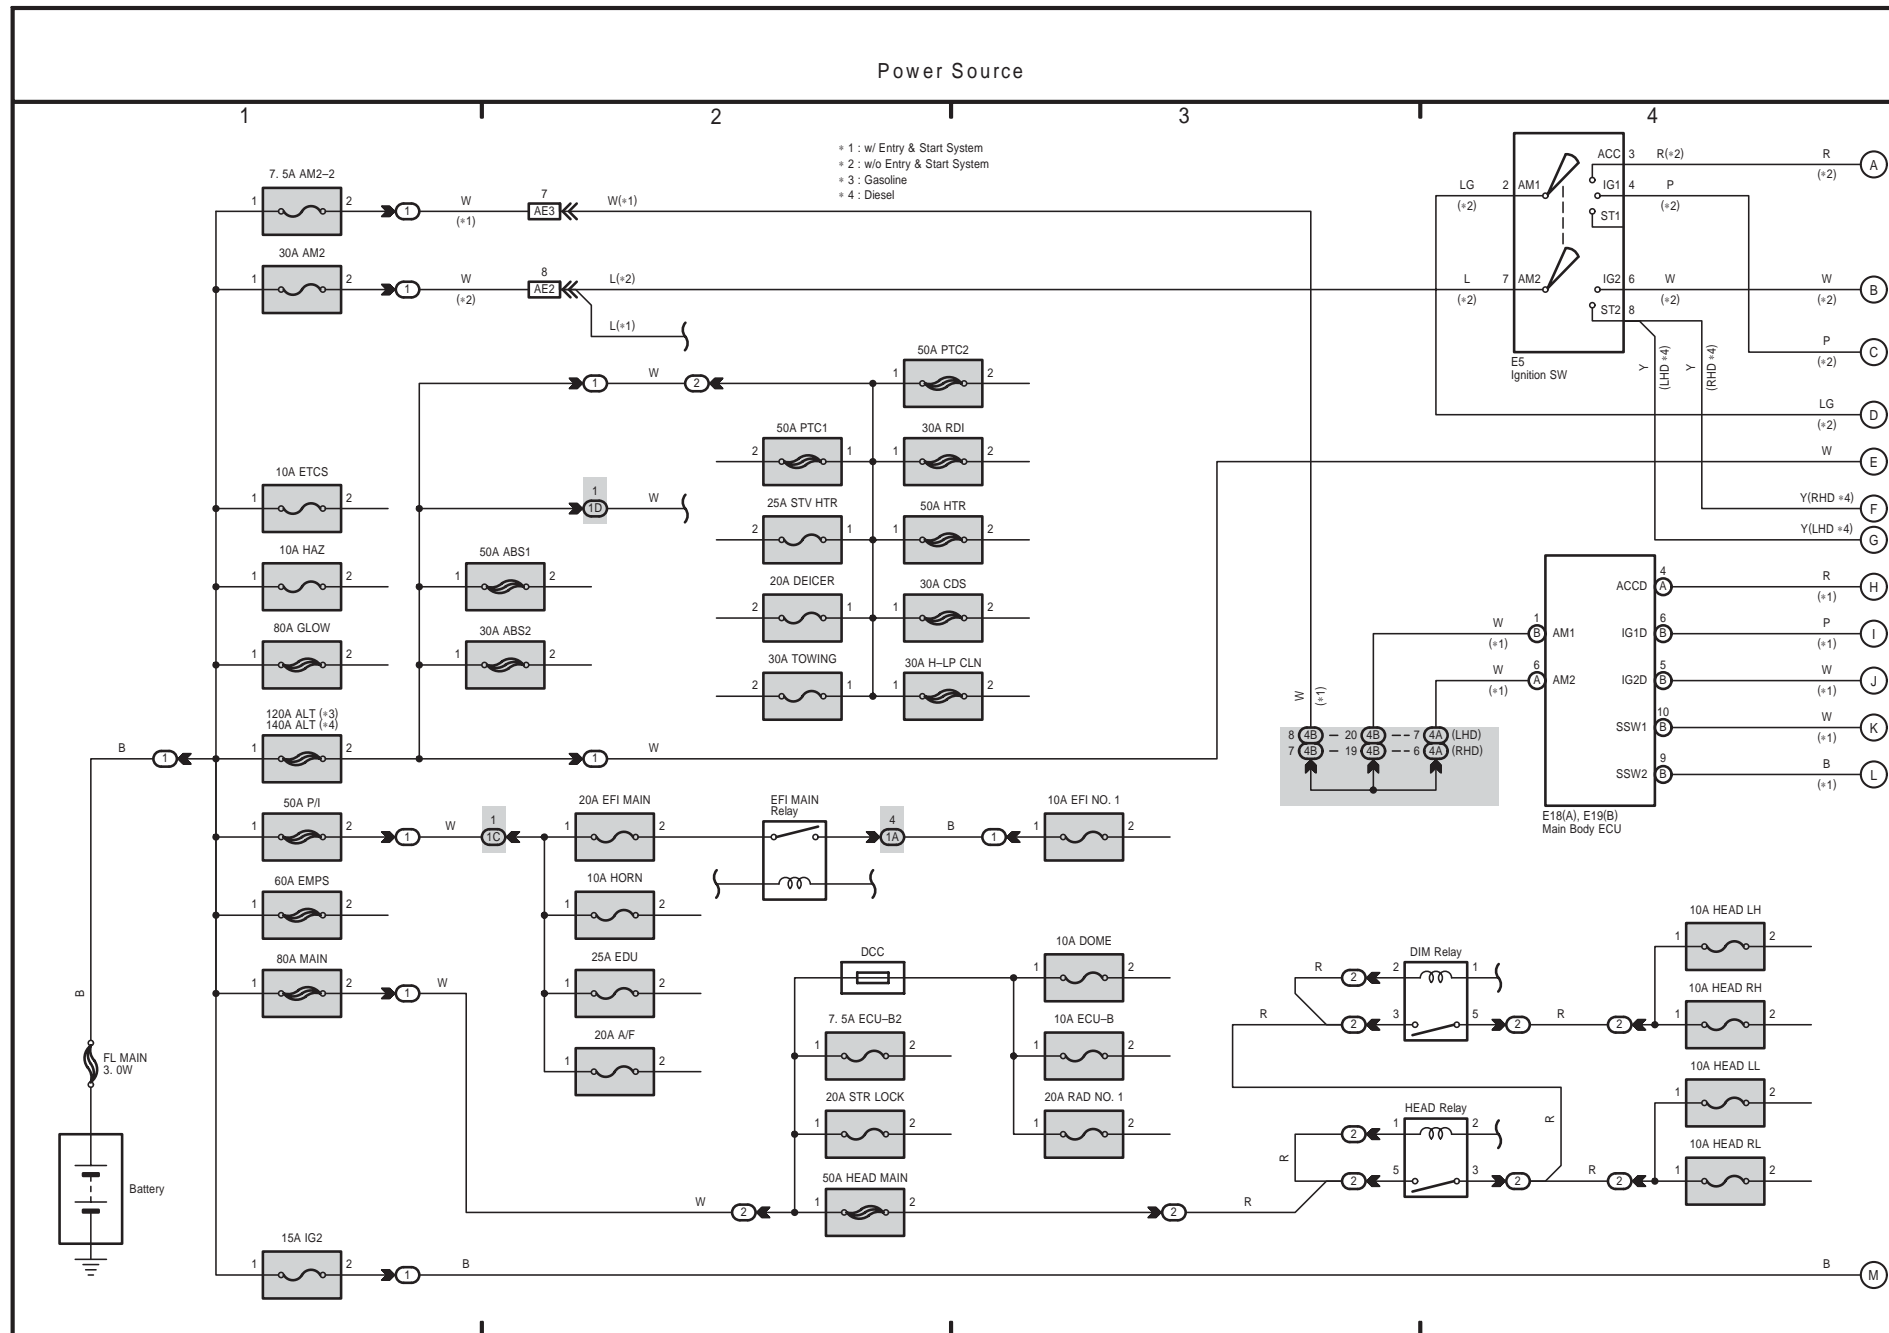 Power Source
1 2 3 4
* 1 : w/ Entry & Start System
* 2 : w/o Entry & Start System
* 3 : Gasoline
* 4 : Diesel
7. 5A AM2–2
1 2 1 W (*1) 7 AE3 W(*1)
30A AM2
1 2 1 W (*2) 8 AE2 L(*2) L (*2)
L(*1)
LG (*2) 2 AM1 ACC 3 R(*2) R (*2) A
IG1 4 P (*2)
ST1
7 AM2 IG2 6 W (*2) W (*2) B
ST2 8
E5
Ignition SW
Y (LHD *4) Y (RHD *4)
P (*2) C
LG (*2) D
W E
Y(RHD *4) F
Y(LHD *4) G
1 W 2
50A PTC2
1 2
50A PTC1
2 1
30A RDI
1 2
10A ETCS
1 2
1 1D W
25A STV HTR
2 1
50A HTR
1 2
10A HAZ
1 2
50A ABS1
1 2
20A DEICER
2 1
30A CDS
1 2
80A GLOW
1 2
30A ABS2
1 2
30A TOWING
2 1
30A H–LP CLN
1 2
120A ALT (*3)
140A ALT (*4)
B 1 1 2 1 W
W (*1)
8 4B – 20 4B – – 7 4A (LHD)
7 4B – 19 4B – – 6 4A (RHD)
W (*1) 1 B AM1
W (*1) 6 A AM2
ACCD 4 A R (*1) H
IG1D 6 B P (*1) I
IG2D 5 B W (*1) J
SSW1 10 B W (*1) K
SSW2 9 B B (*1) L
E18(A), E19(B)
Main Body ECU
50A P/I
1 2 1 W 1 1C
20A EFI MAIN
1 2
EFI MAIN
Relay
4 1A B 1
10A EFI NO. 1
1 2
60A EMPS
1 2
10A HORN
1 2
80A MAIN
1 2 1 W
25A EDU
1 2
20A A/F
1 2
DCC
10A DOME
1 2
7. 5A ECU–B2
1 2
10A ECU–B
1 2
20A STR LOCK
1 2
20A RAD NO. 1
1 2
50A HEAD MAIN
W 2 1 2 2 R
DIM Relay
R 2 2 1
R 2 3 5 2 R 2
10A HEAD LH
1 2
10A HEAD RH
1 2
HEAD Relay
2 1 2 R
R 2 5 3 2 R 2
10A HEAD LL
1 2
10A HEAD RL
1 2
B
FL MAIN
3. 0W
Battery
15A IG2
1 2 1 B B M